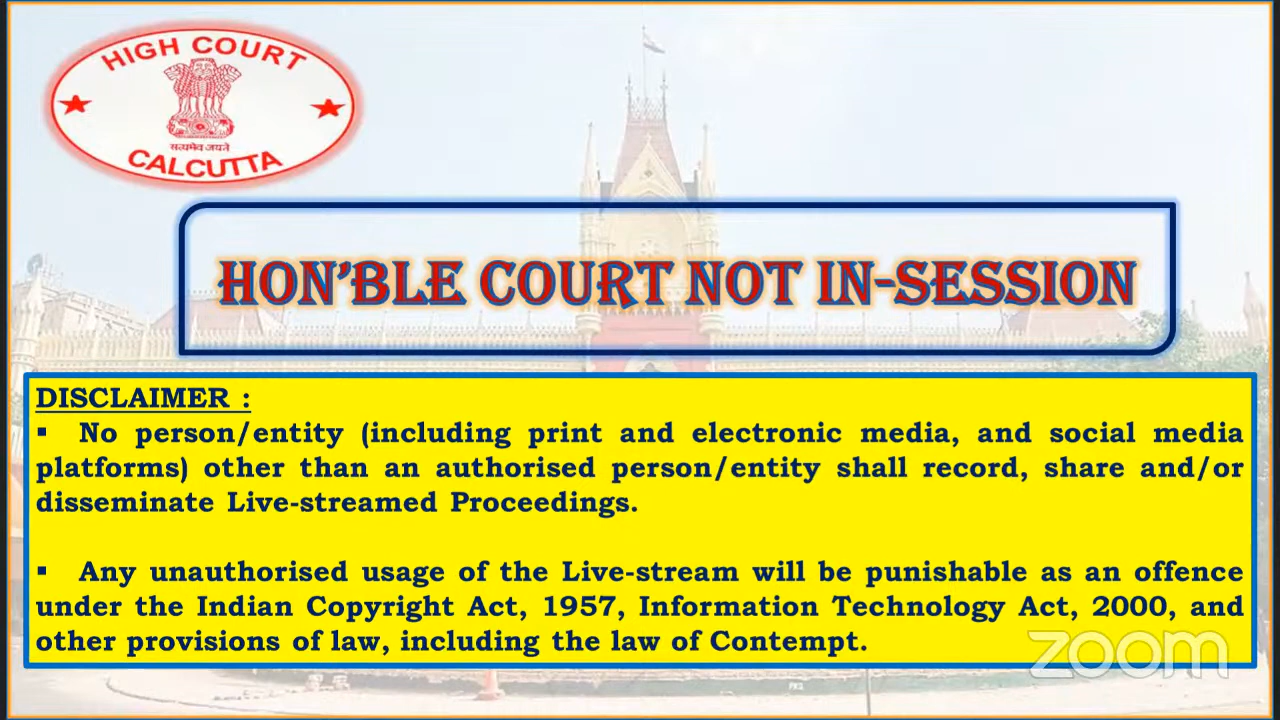 HIGH COURT
सत्यमेव जयते
CALCUTTA
HON'BLE COURT NOT IN-SESSION
DISCLAIMER :
▪ No person/entity (including print and electronic media, and social media
platforms) other than an authorised person/entity shall record, share and/or
disseminate Live-streamed Proceedings.
▪ Any unauthorised usage of the Live-stream will be punishable as an offence
under the Indian Copyright Act, 1957, Information Technology Act, 2000, and
other provisions of law, including the law of Contempt.
zoom